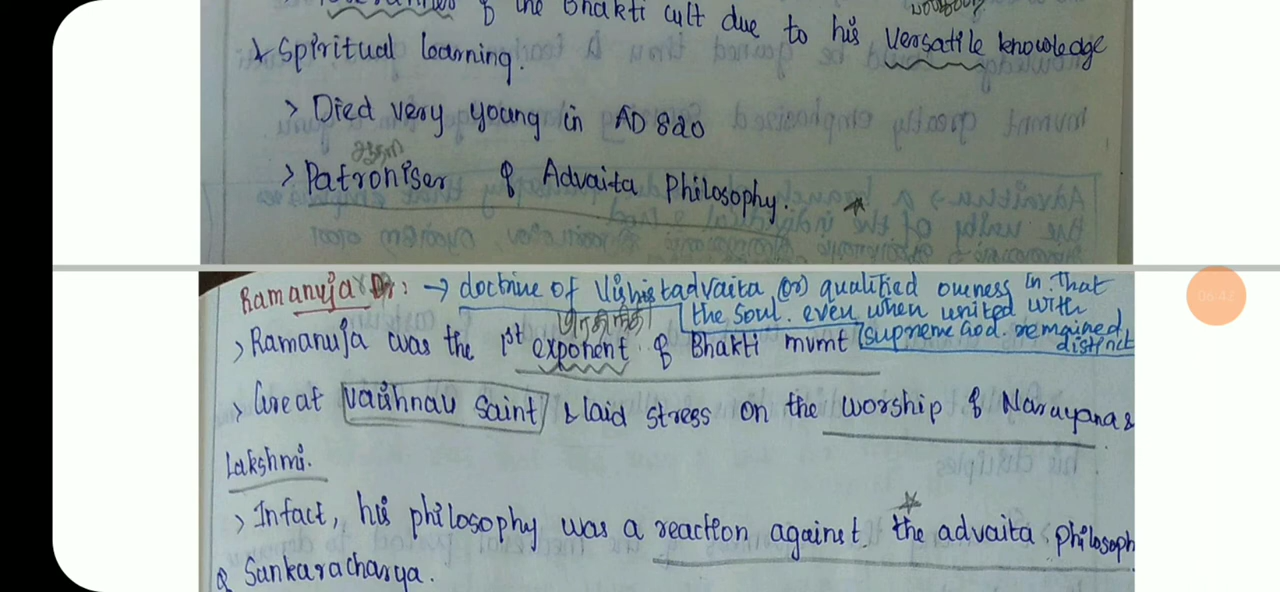 of the Bhakti cult due to his versatile knowledge
& Spiritual learning.
> Died very young in AD 820
> Patroniser of Advaita Philosophy.
Ramanuja : → doctrine of Vishistadvaita (or) qualified oneness in that
the soul. even when united with
supreme God. remained
distinct
> Ramanuja was the 1st exponent of Bhakti mvmt
> Great Vaishnav Saint & laid stress on the worship of Narayana &
Lakshmi.
> Infact, his philosophy was a reaction against the advaita philosoph
of Sankaracharya.
06:42